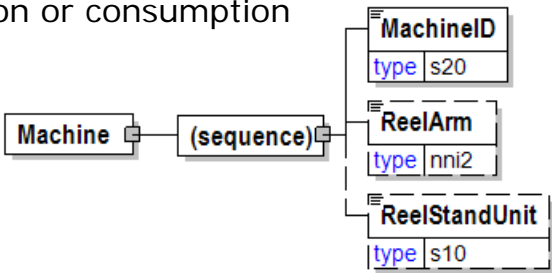 on or consumption
MachineID
type s20
Machine
(sequence)
ReelArm
type nni2
ReelStandUnit
type s10